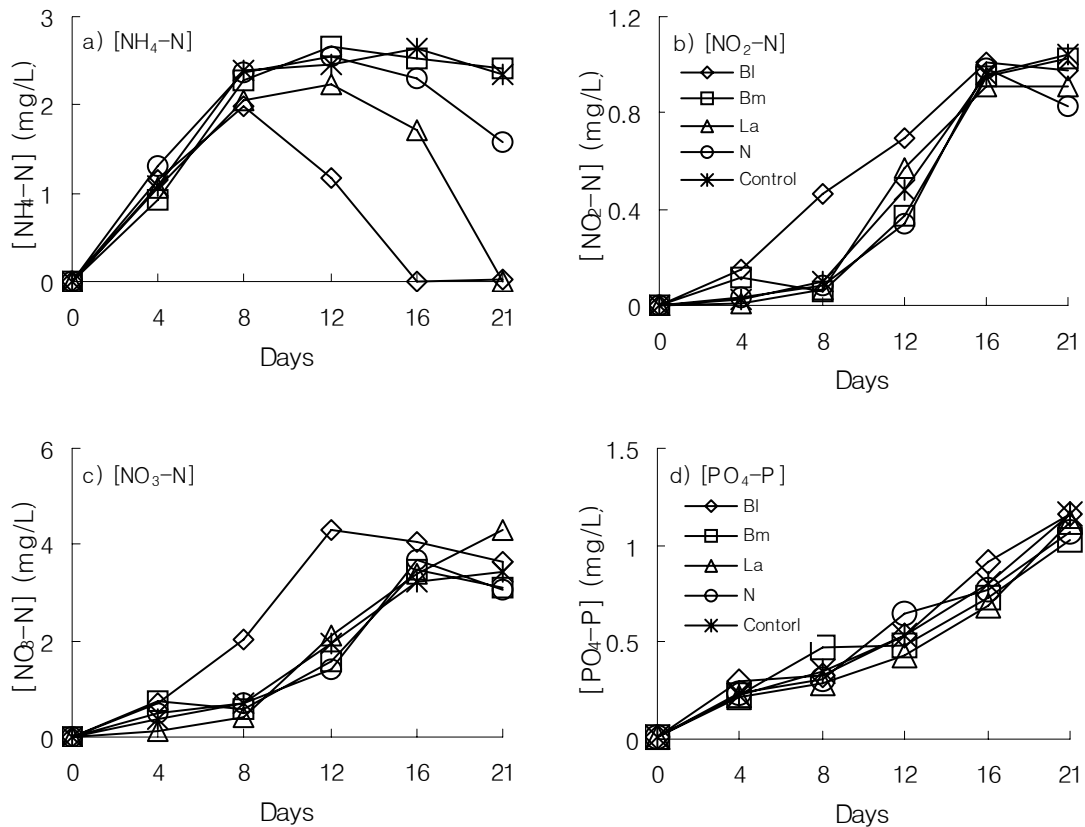 a) [NH₄-N]
[NH₄-N] (mg/L)
3
2
1
0
0 4 8 12 16 21
Days
b) [NO₂-N]
[NO₂-N] (mg/L)
1.2
0.8
0.4
0
Bl
Bm
La
N
Control
0 4 8 12 16 21
Days
c) [NO₃-N]
[NO₃-N] (mg/L)
6
4
2
0
0 4 8 12 16 21
Days
d) [PO₄-P]
[PO₄-P] (mg/L)
1.5
1
0.5
0
Bl
Bm
La
N
Contorl
0 4 8 12 16 21
Days